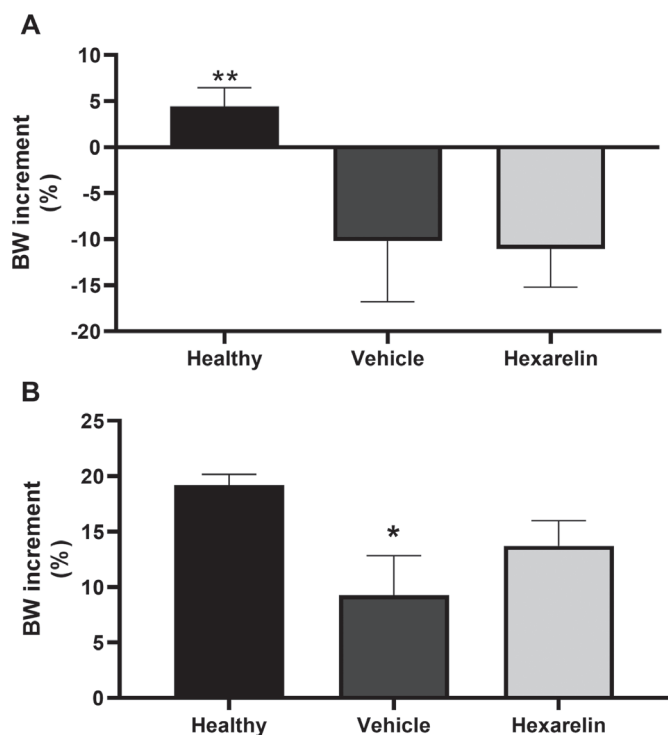 A
BW increment
(%)
10
5
0
-5
-10
-15
-20
**
Healthy
Vehicle
Hexarelin
B
BW increment
(%)
25
20
15
10
5
0
*
Healthy
Vehicle
Hexarelin